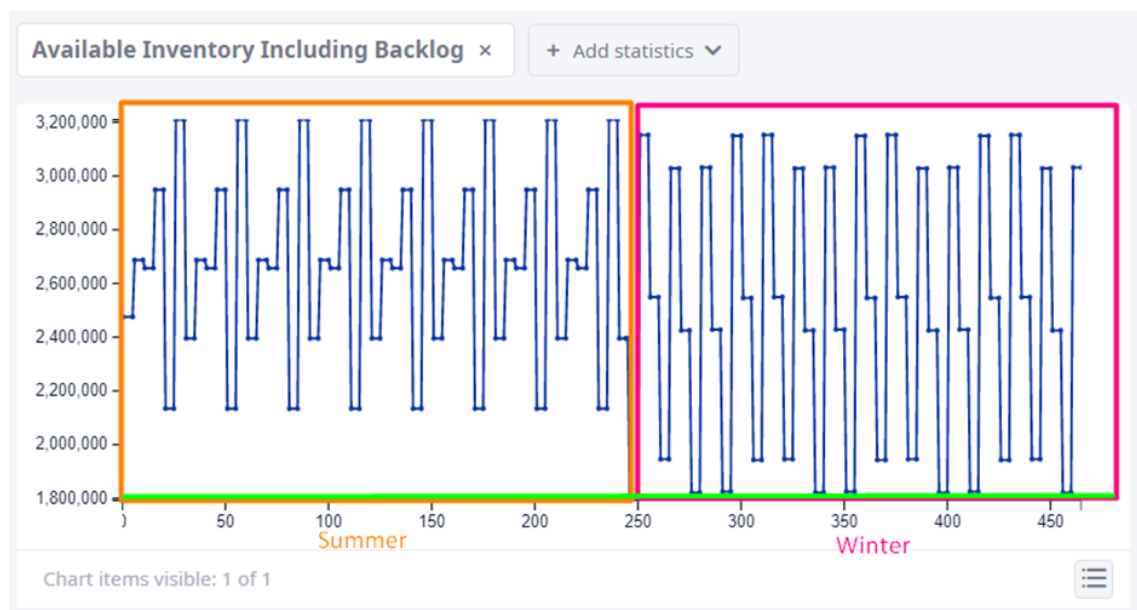 Available Inventory Including Backlog ×
+ Add statistics
3,200,000
3,000,000
2,800,000
2,600,000
2,400,000
2,200,000
2,000,000
1,800,000
0 50 100 150 200 250 300 350 400 450
Summer Winter
Chart items visible: 1 of 1